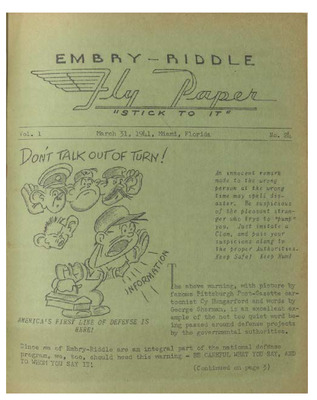 EMBRY-RIDDLE
Fly Paper
"STICK TO IT"
Vol. 1 March 31, 1941, Miami, Florida No. 26
DON'T TALK OUT OF TURN!
An innocent remark
made to the wrong
person at the wrong
time may spell dis-
aster. Be suspicious
of the pleasant stran-
ger who tries to "pump"
you. Just imitate a
clam, and pass your
suspicions along to
the proper authorities.
Keep Safe! Keep Mum!
INFORMATION
AMERICA'S FIRST LINE OF DEFENSE IS
HERE!
The above warning, with picture by
famous Pittsburgh Post-Gazette car-
toonist Cy Hungerford and words by
George Sherman, is an excellent ex-
ample of the hot low point word be-
ing passed around defense projects
by the governmental authorities.
Since we of Embry-Riddle are an integral part of the national defense
program, we, too, should heed this warning - BE CAREFUL WHAT YOU SAY, AND
TO WHOM YOU SAY IT!
(Continued on page 3)